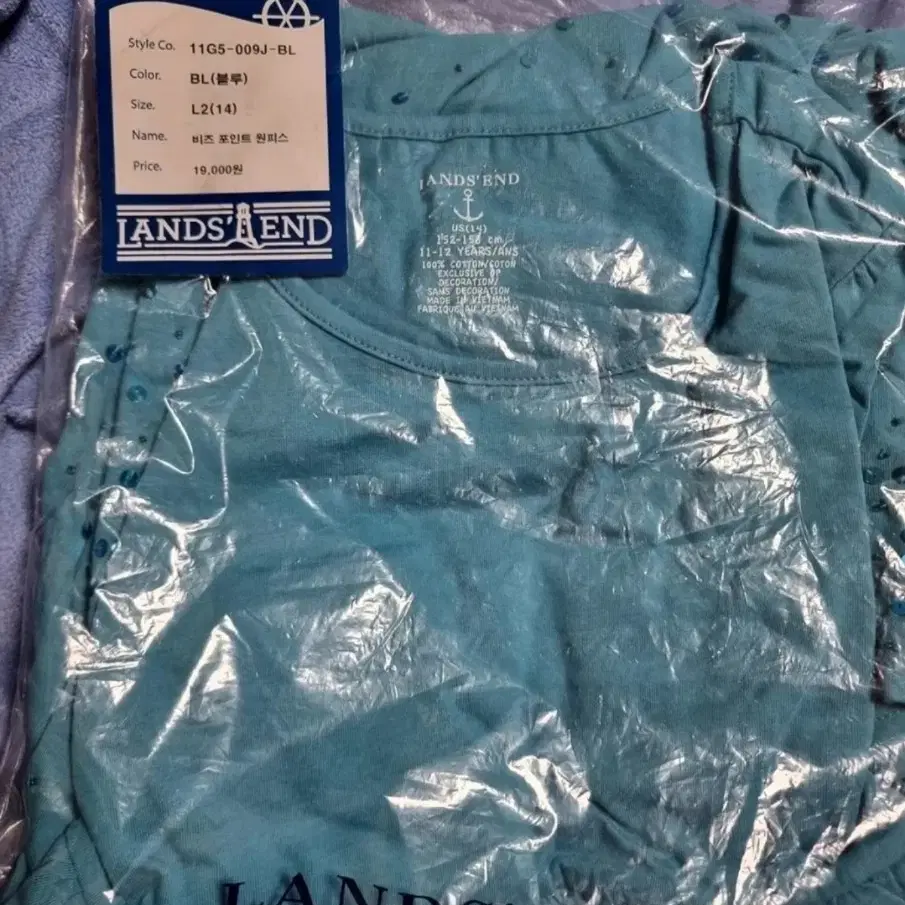 Style Co. 11G5-009J-BL
Color. BL(블루)
Size. L2(14)
Name. 비즈 포인트 원피스
Price. 19,000원
LANDS' END
LANDS' END
US(14)
152-158 cm
11-12 YEARS/ANS
100% COTTON/COTON
EXCLUSIVE OF
DECORATION/
SANS DECORATION
MADE IN VIETNAM
FABRIQUE AU VIETNAM
LANDS'